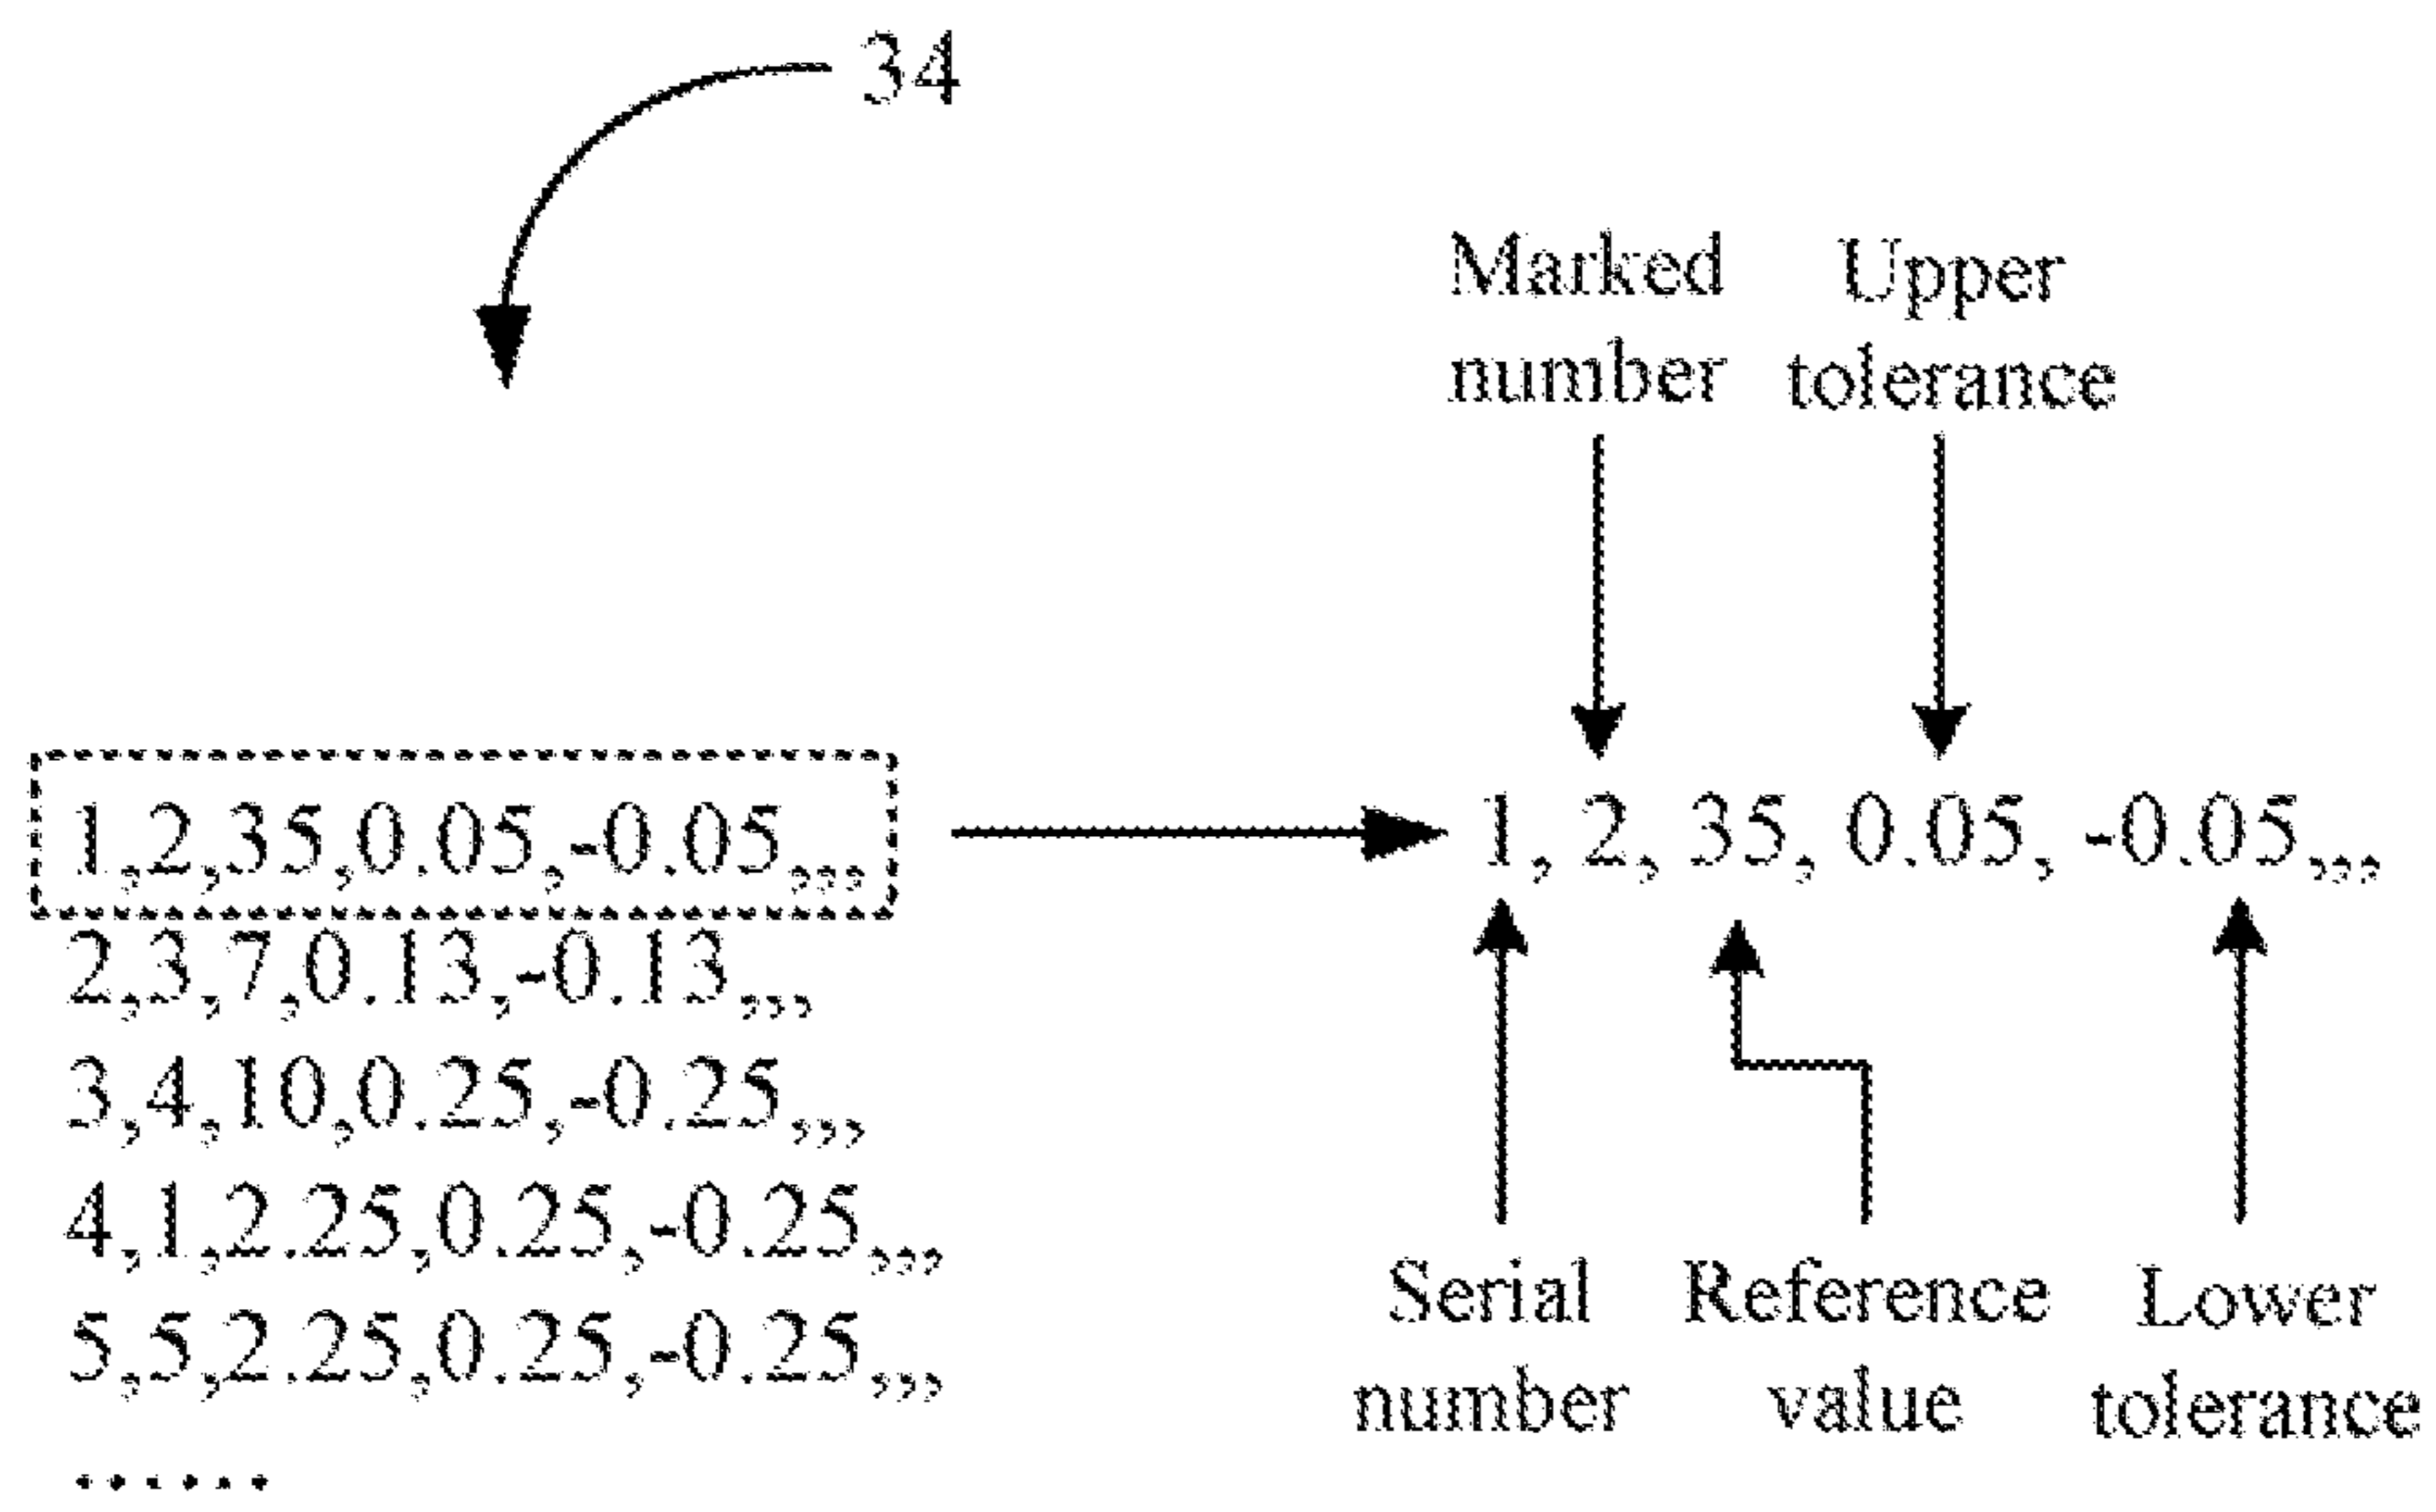 34
Marked number
Upper tolerance
1,2,35,0.05,-0.05,,,
1, 2, 35, 0.05, -0.05,,,
2,3,7,0.13,-0.13,,,
3,4,10,0.25,-0.25,,,
4,1,2.25,0.25,-0.25,,,
5,5,2.25,0.25,-0.25,,,
......
Serial number
Reference value
Lower tolerance